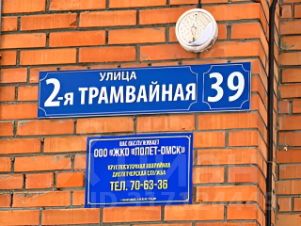 УЛИЦА
2-я ТРАМВАЙНАЯ 39
ВАС ОБСЛУЖИВАЕТ
ООО «ЖКО «ПОЛЕТ-ОМСК»
КРУГЛОСУТОЧНАЯ АВАРИЙНАЯ
ДИСПЕТЧЕРСКАЯ СЛУЖБА
ТЕЛ. 70-63-36